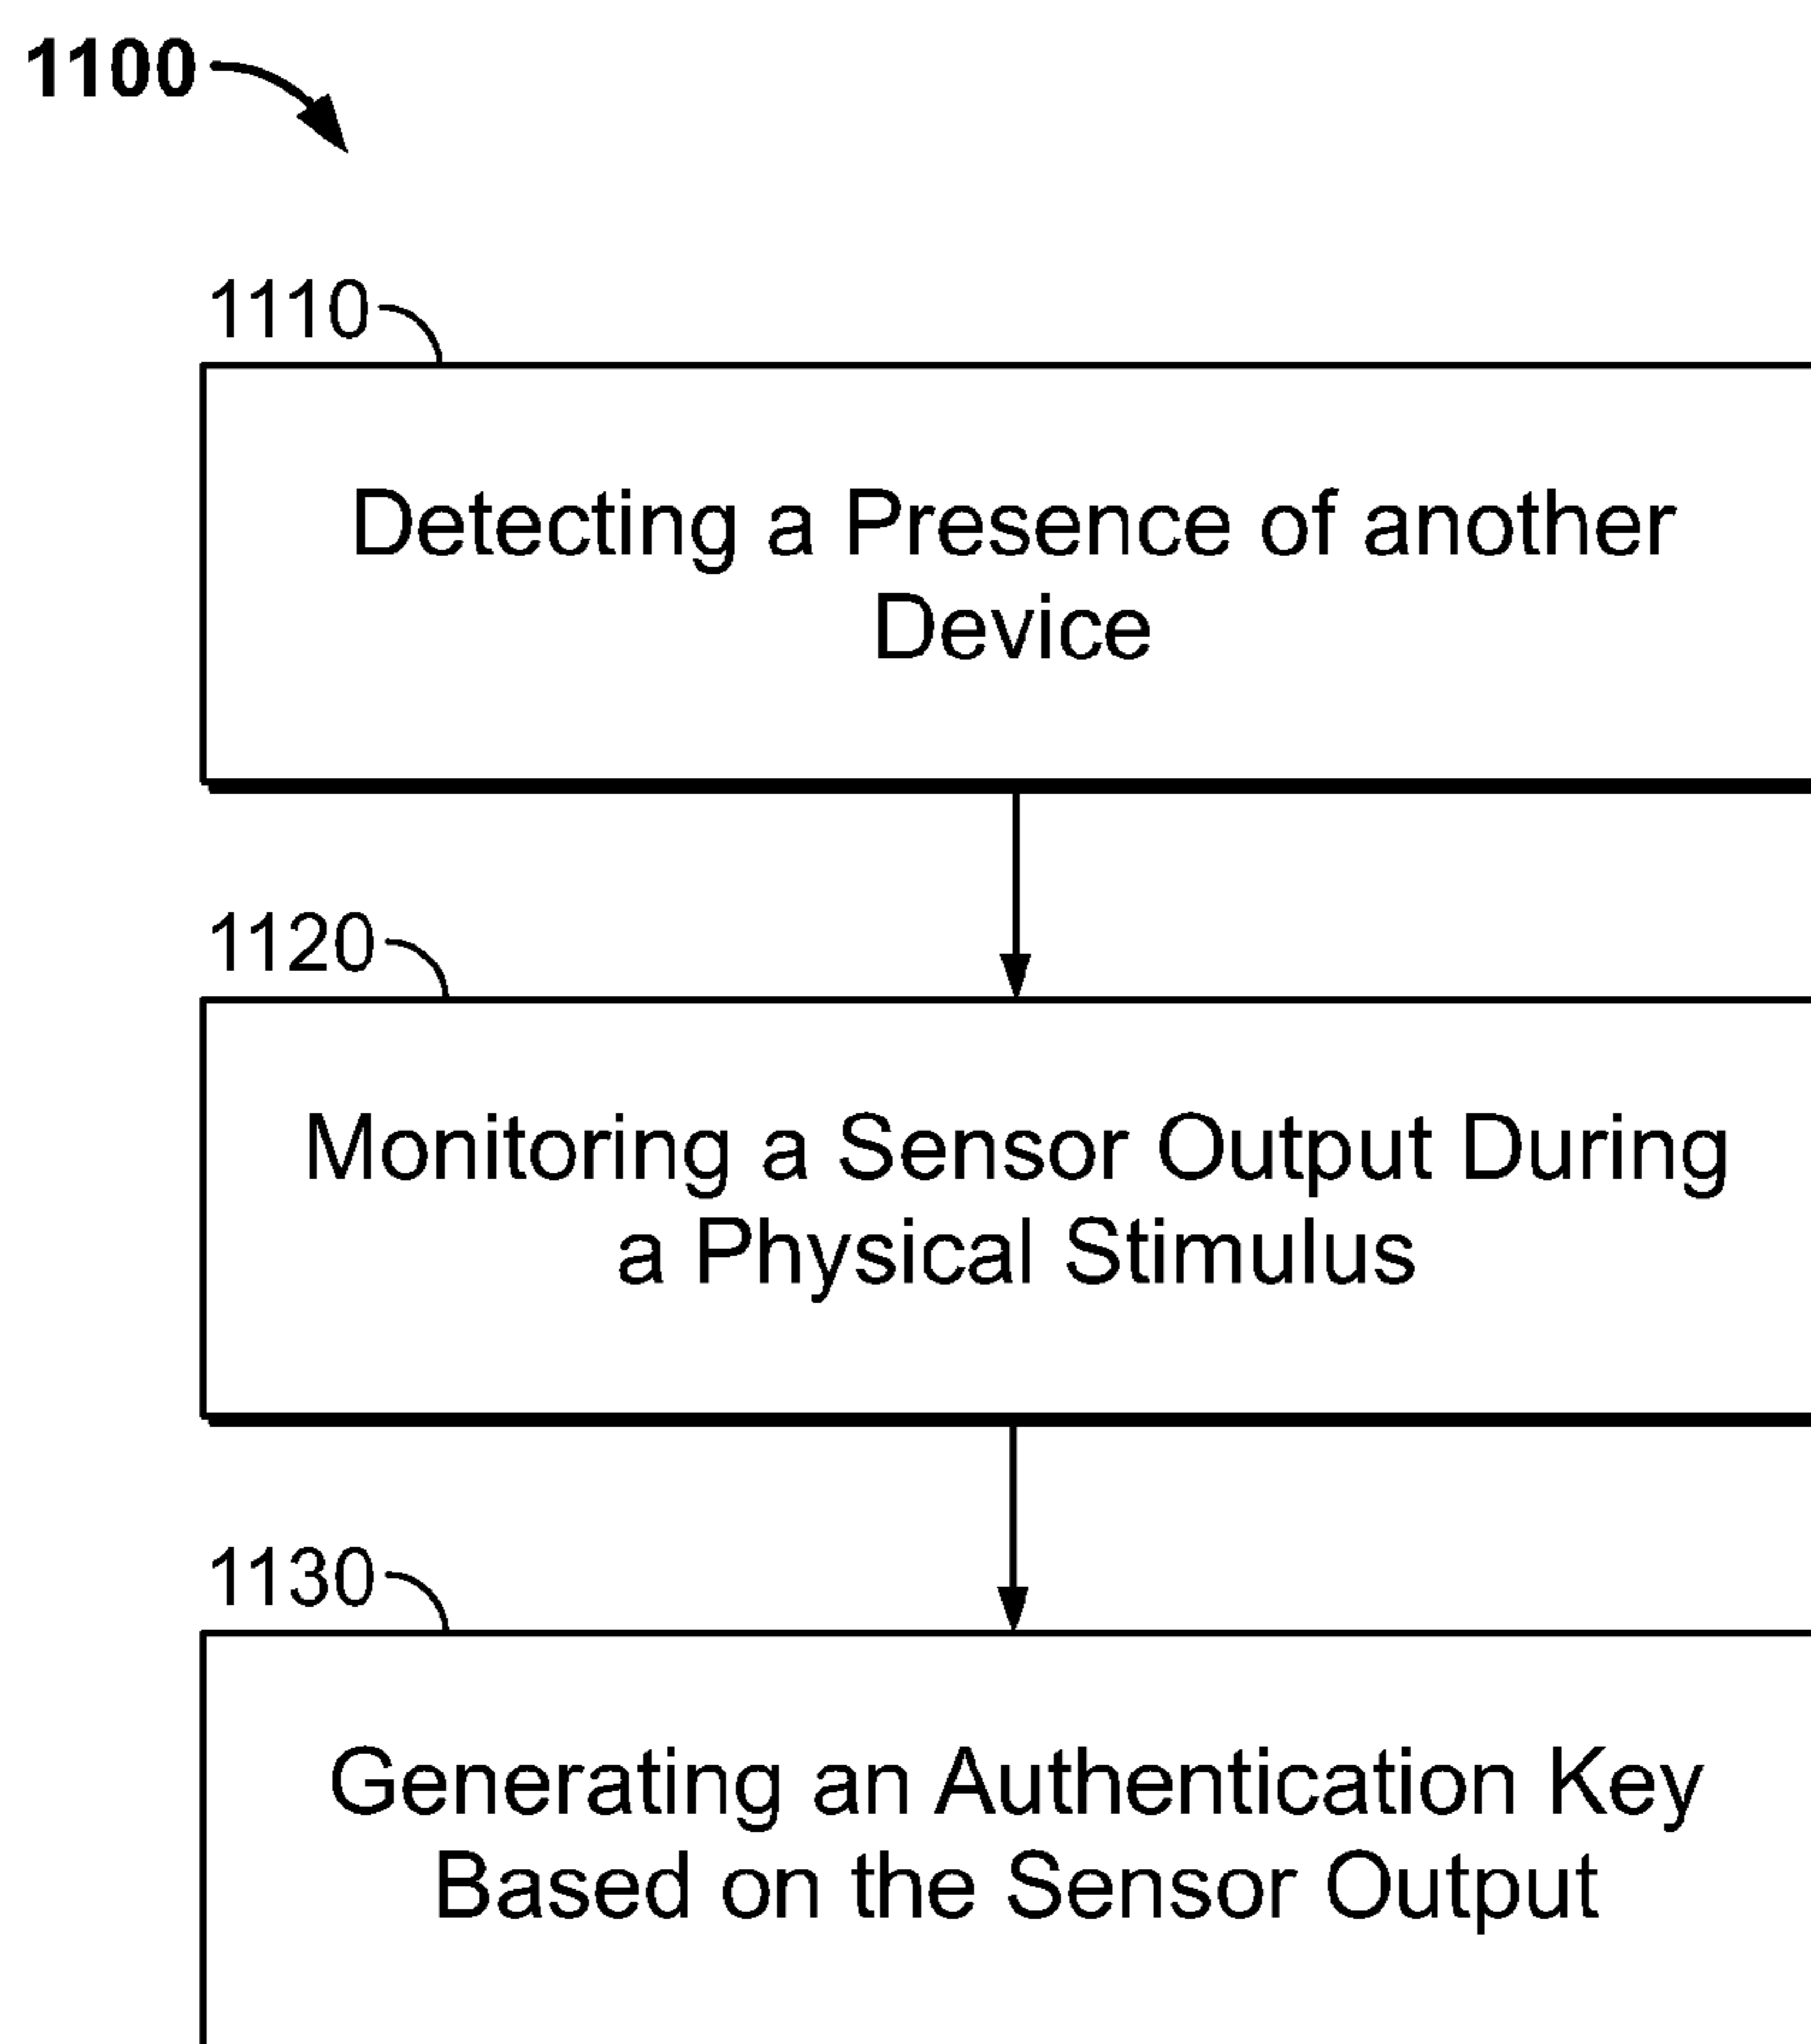 1100
1110
Detecting a Presence of another
Device
1120
Monitoring a Sensor Output During
a Physical Stimulus
1130
Generating an Authentication Key
Based on the Sensor Output